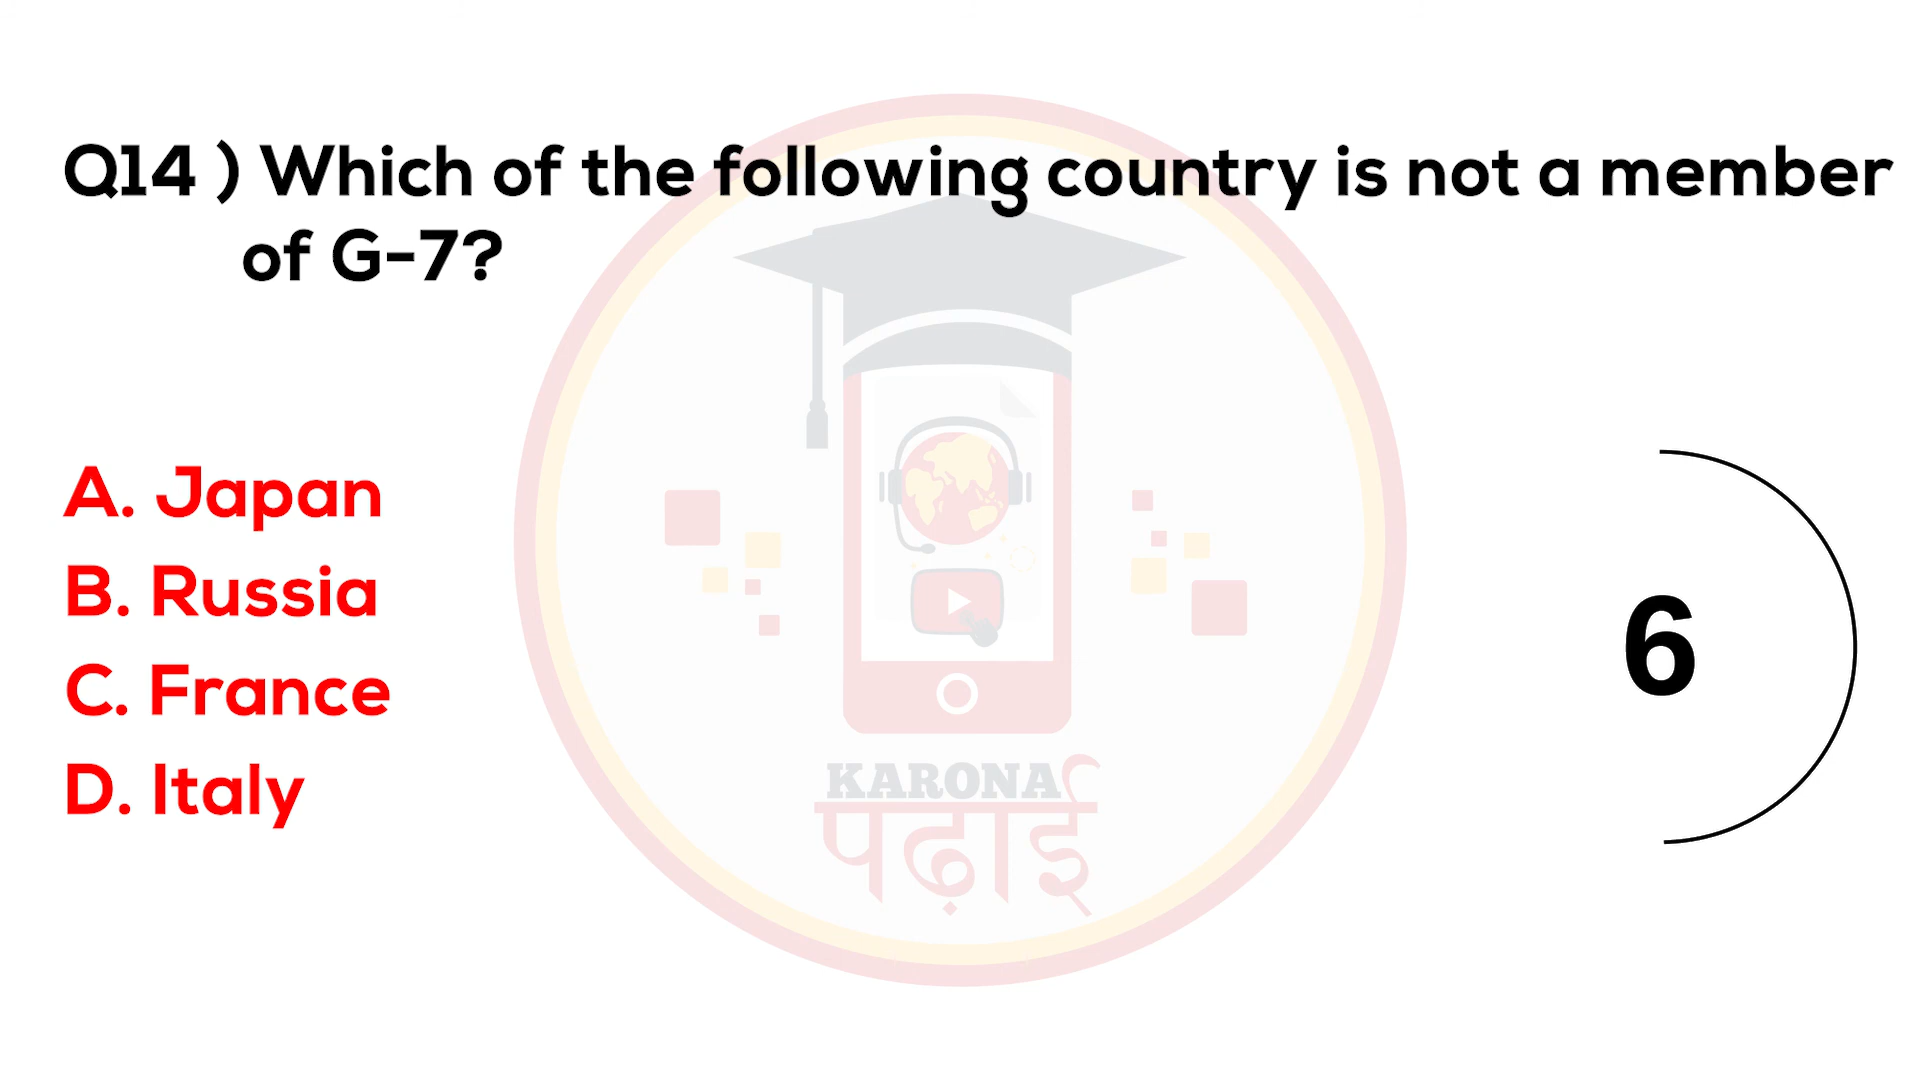 Q14 ) Which of the following country is not a member
of G-7?
A. Japan
B. Russia
C. France
D. Italy
6
KARONA
पढ़ाई